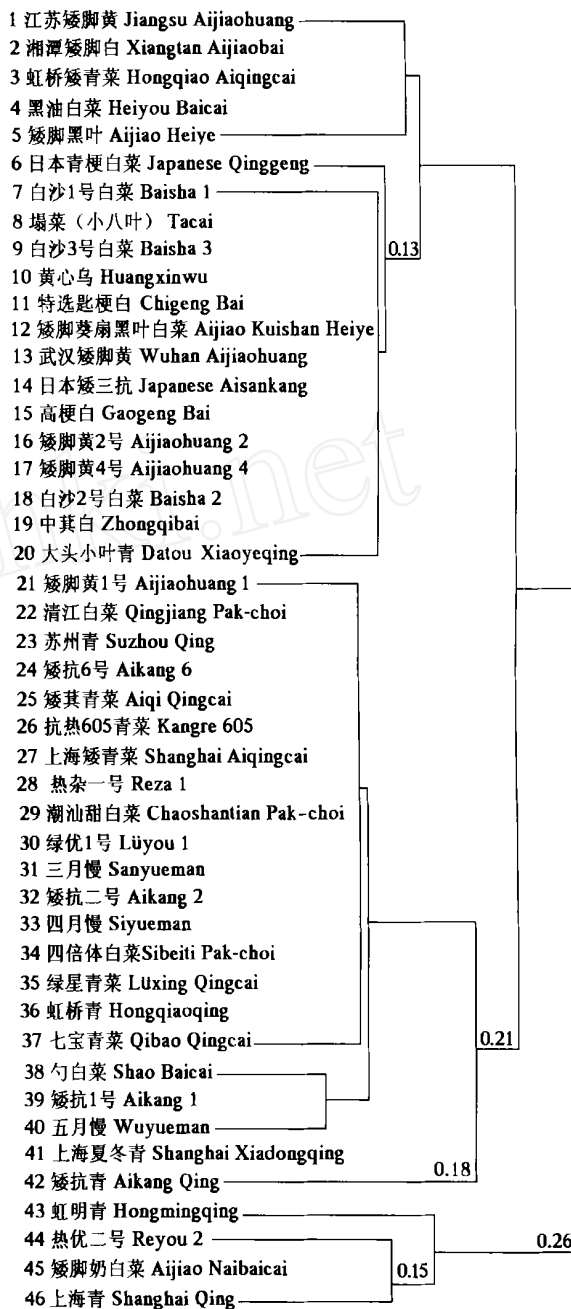 1 江苏矮脚黄 Jiangsu Aijiaohuang
2 湘潭矮脚白 Xiangtan Aijiaobai
3 虹桥矮青菜 Hongqiao Aiqingcai
4 黑油白菜 Heiyou Baicai
5 矮脚黑叶 Aijiao Heiye
6 日本青梗白菜 Japanese Qinggeng
7 白沙1号白菜 Baisha 1
8 塌菜（小八叶）Tacai
9 白沙3号白菜 Baisha 3
0.13
10 黄心乌 Huangxinwu
11 特选匙梗白 Chigeng Bai
12 矮脚葵扇黑叶白菜 Aijiao Kuishan Heiye
13 武汉矮脚黄 Wuhan Aijiaohuang
14 日本矮三抗 Japanese Aisankang
15 高梗白 Gaogeng Bai
16 矮脚黄2号 Aijiaohuang 2
17 矮脚黄4号 Aijiaohuang 4
18 白沙2号白菜 Baisha 2
19 中萁白 Zhongqibai
20 大头小叶青 Datou Xiaoyeqing
21 矮脚黄1号 Aijiaohuang 1
22 清江白菜 Qingjiang Pak-choi
23 苏州青 Suzhou Qing
24 矮抗6号 Aikang 6
25 矮萁青菜 Aiqi Qingcai
26 抗热605青菜 Kangre 605
27 上海矮青菜 Shanghai Aiqingcai
28 热杂一号 Reza 1
29 潮汕甜白菜 Chaoshantian Pak-choi
30 绿优1号 Lüyou 1
31 三月慢 Sanyueman
32 矮抗二号 Aikang 2
33 四月慢 Siyueman
34 四倍体白菜Sibeiti Pak-choi
35 绿星青菜 Lüxing Qingcai
36 虹桥青 Hongqiaoqing
37 七宝青菜 Qibao Qingcai
0.21
38 勺白菜 Shao Baicai
39 矮抗1号 Aikang 1
40 五月慢 Wuyueman
41 上海夏冬青 Shanghai Xiadongqing
0.18
42 矮抗青 Aikang Qing
43 虹明青 Hongmingqing
44 热优二号 Reyou 2
0.26
45 矮脚奶白菜 Aijiao Naibaicai
0.15
46 上海青 Shanghai Qing